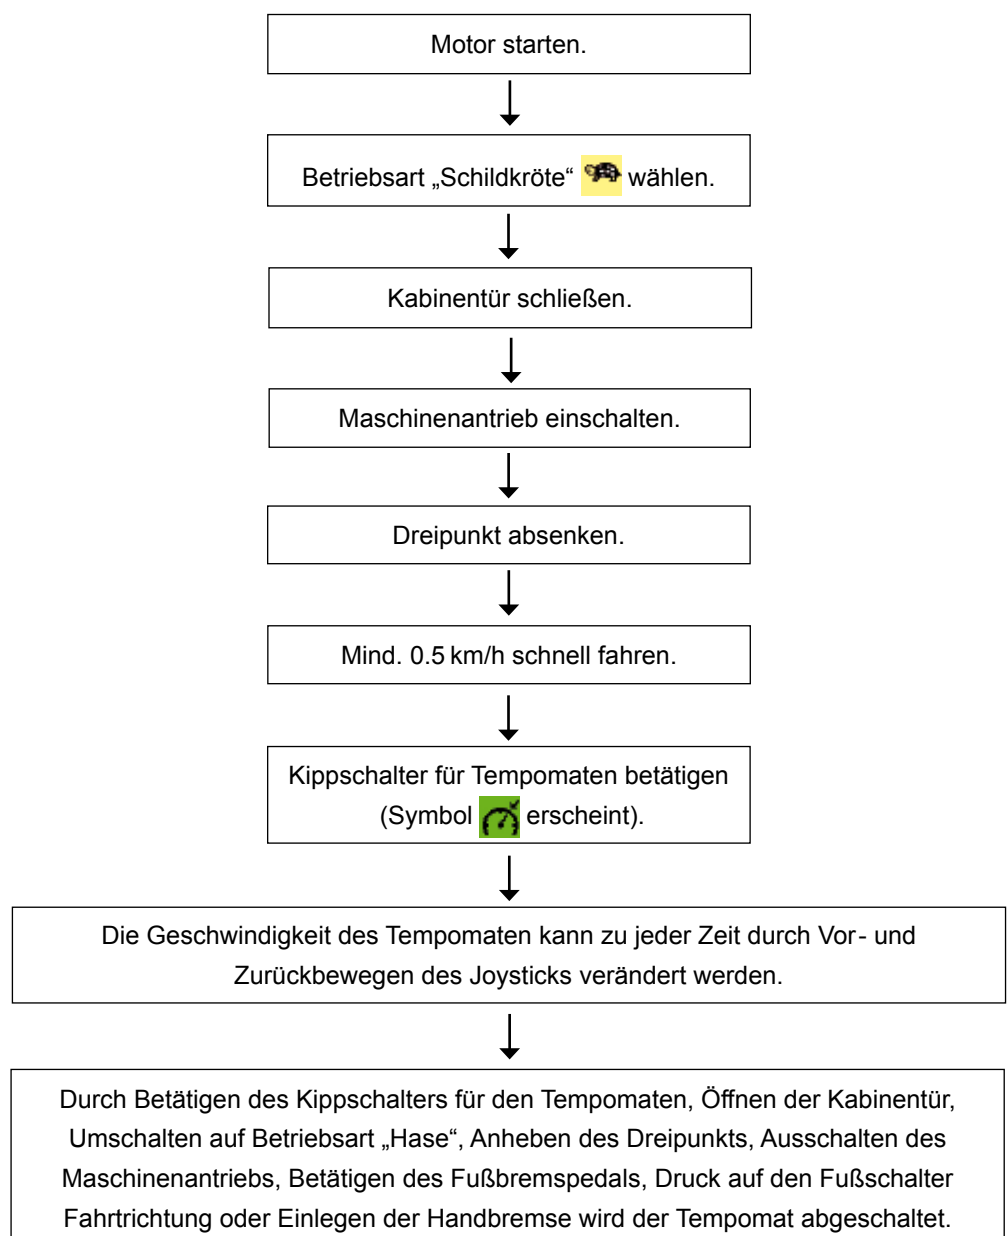 Motor starten.
Betriebsart „Schildkröte“ wählen.
Kabinentür schließen.
Maschinenantrieb einschalten.
Dreipunkt absenken.
Mind. 0.5 km/h schnell fahren.
Kippschalter für Tempomaten betätigen
(Symbol erscheint).
Die Geschwindigkeit des Tempomaten kann zu jeder Zeit durch Vor- und
Zurückbewegen des Joysticks verändert werden.
Durch Betätigen des Kippschalters für den Tempomaten, Öffnen der Kabinentür,
Umschalten auf Betriebsart „Hase“, Anheben des Dreipunkts, Ausschalten des
Maschinenantriebs, Betätigen des Fußbremspedals, Druck auf den Fußschalter
Fahrtrichtung oder Einlegen der Handbremse wird der Tempomat abgeschaltet.